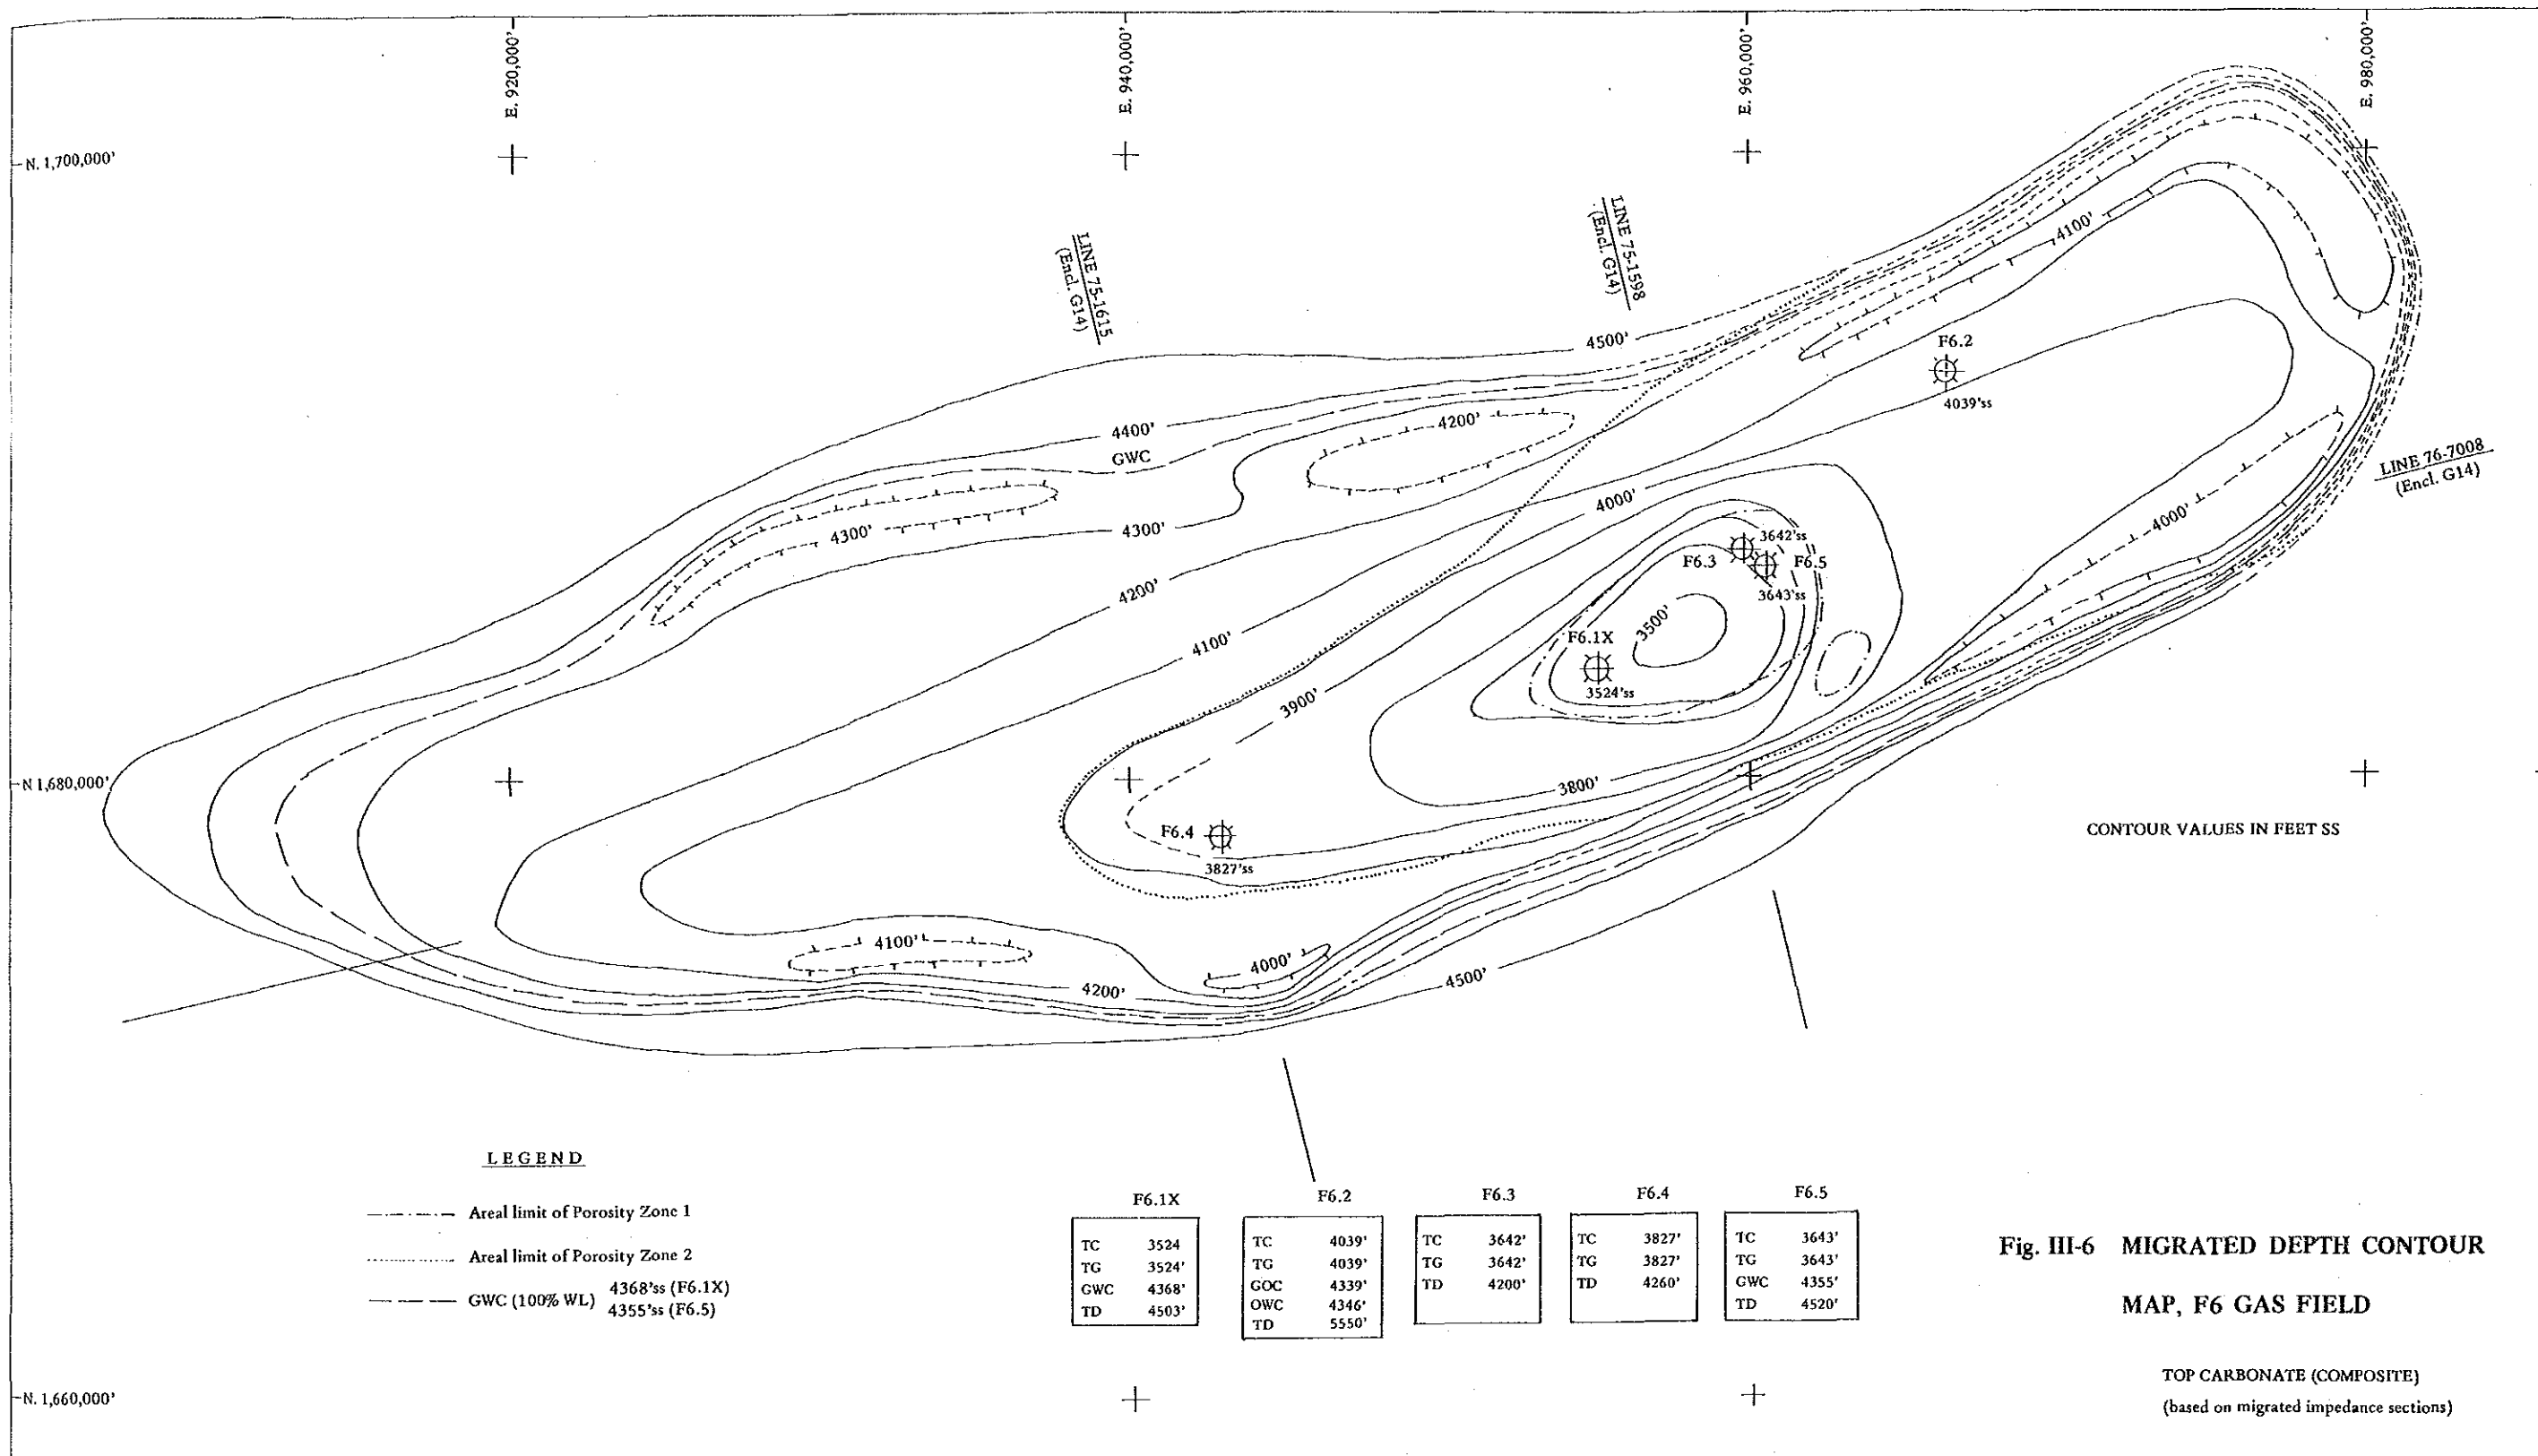 E. 920,000'
E. 940,000'
E. 960,000'
E. 980,000'
N. 1,700,000'
LINE 75-1615
(Encl. G14)
LINE 75-1598
(Encl. G14)
4500'
4100'
F6.2
4039'ss
4400'
GWC
4200'
LINE 76-7008
(Encl. G14)
4300'
4300'
4000'
4000'
3642'ss
F6.3
F6.5
3643'ss
4200'
4100'
3500'
F6.1X
3524'ss
3900'
N 1,680,000'
3800'
F6.4
3827'ss
CONTOUR VALUES IN FEET SS
4100'
4000'
4200'
4500'
LEGEND
Areal limit of Porosity Zone 1
Areal limit of Porosity Zone 2
GWC (100% WL) 4368'ss (F6.1X)
4355'ss (F6.5)
F6.1X
TC 3524
TG 3524'
GWC 4368'
TD 4503'
F6.2
TC 4039'
TG 4039'
GOC 4339'
OWC 4346'
TD 5550'
F6.3
TC 3642'
TG 3642'
TD 4200'
F6.4
TC 3827'
TG 3827'
TD 4260'
F6.5
TC 3643'
TG 3643'
GWC 4355'
TD 4520'
Fig. III-6 MIGRATED DEPTH CONTOUR
MAP, F6 GAS FIELD
TOP CARBONATE (COMPOSITE)
(based on migrated impedance sections)
N. 1,660,000'